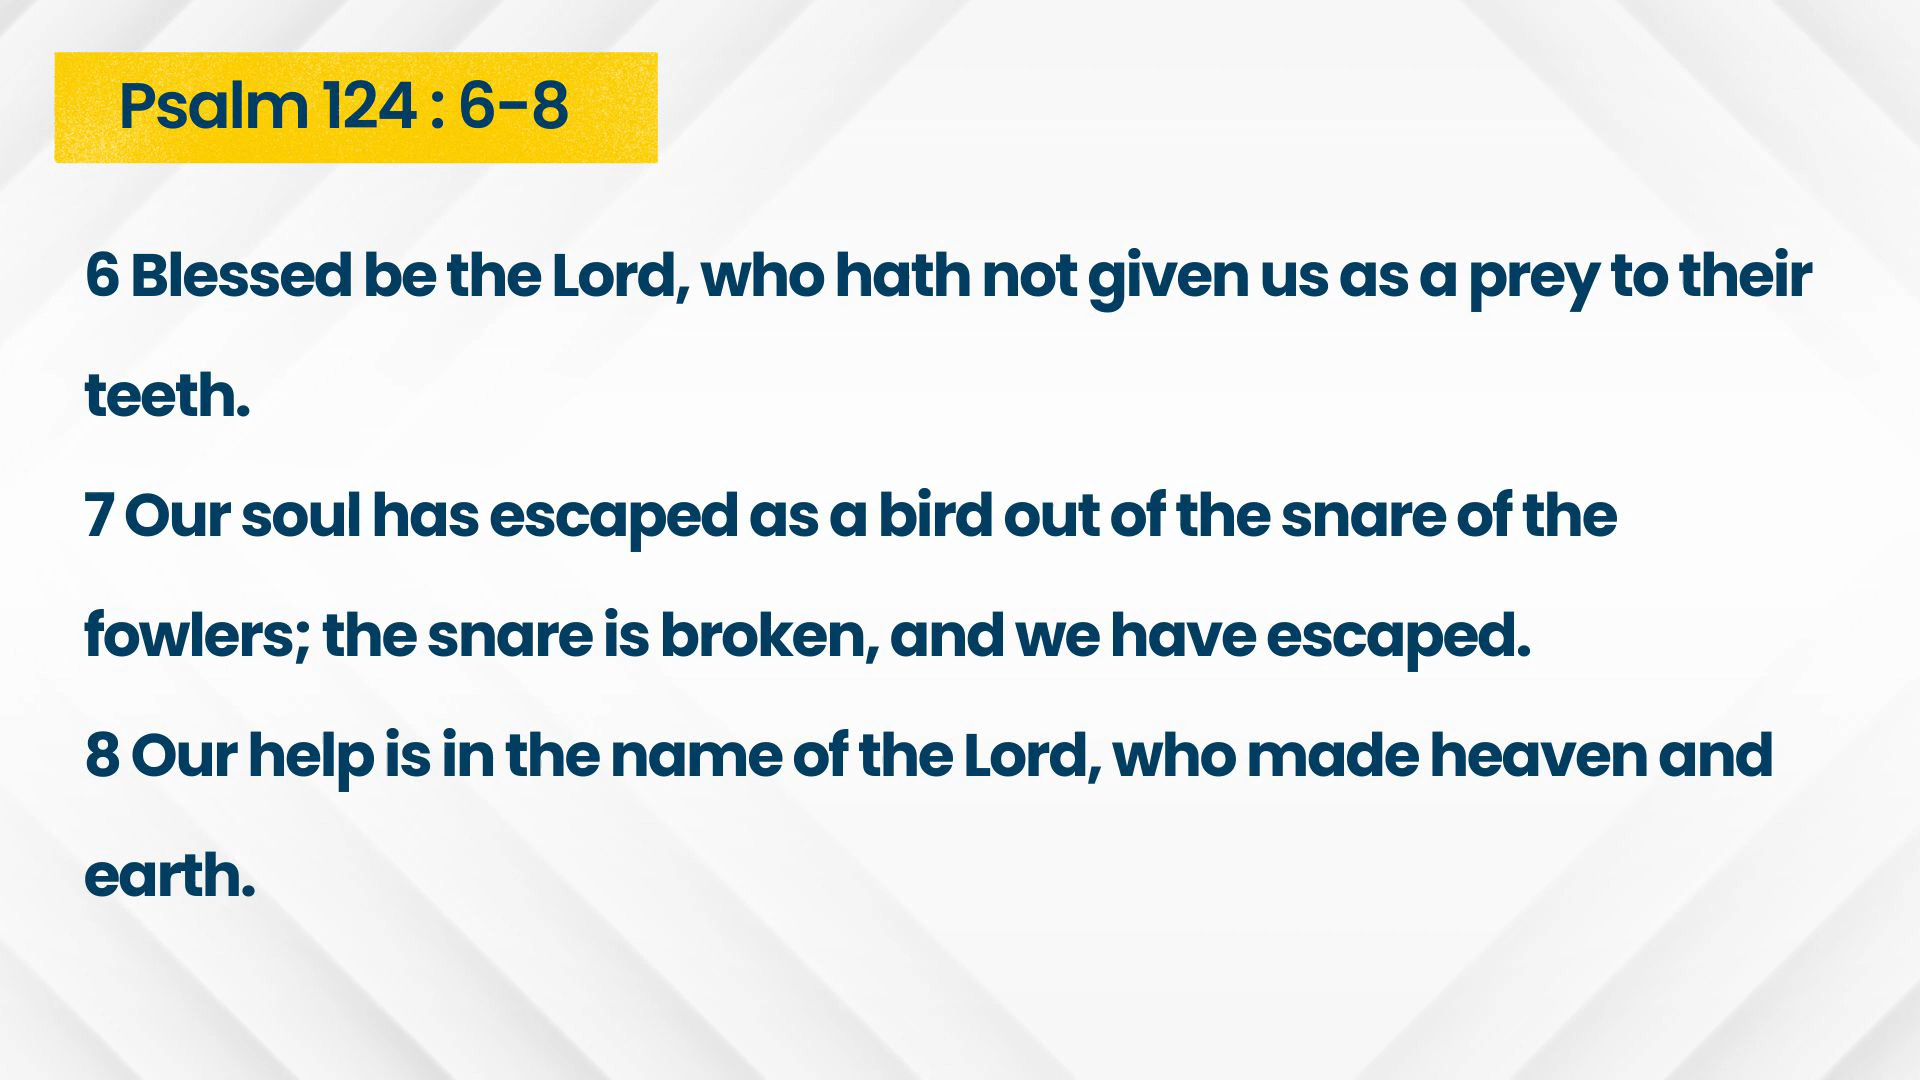 Psalm 124 : 6-8
6 Blessed be the Lord, who hath not given us as a prey to their
teeth.
7 Our soul has escaped as a bird out of the snare of the
fowlers; the snare is broken, and we have escaped.
8 Our help is in the name of the Lord, who made heaven and
earth.